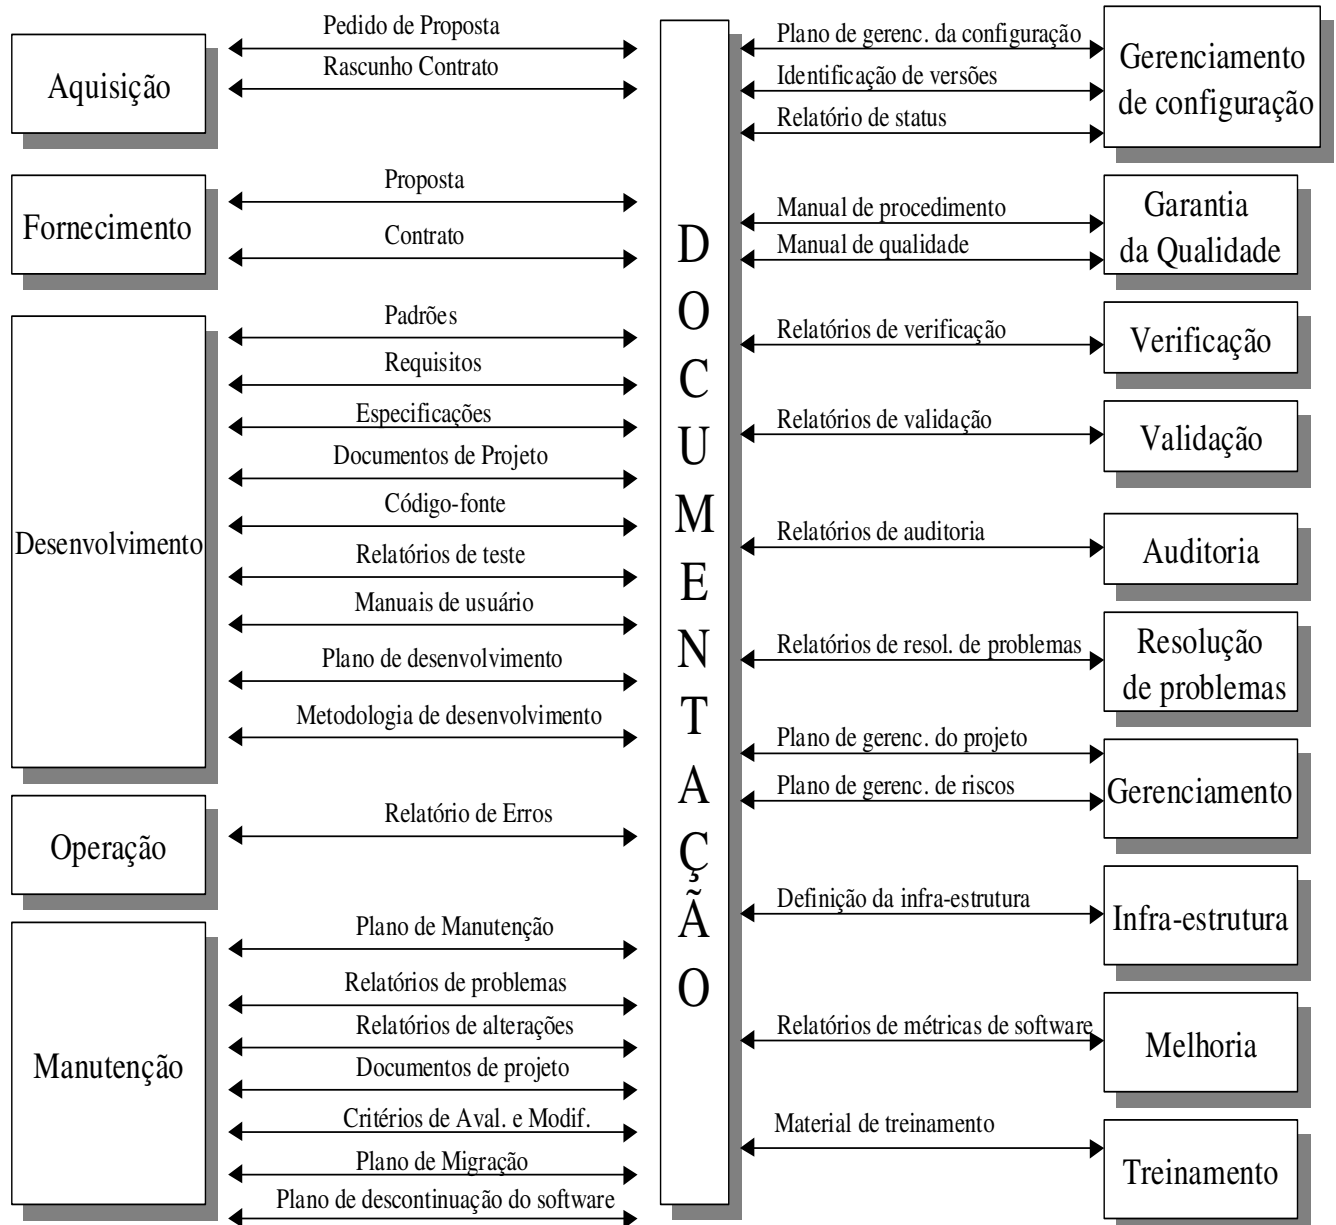 Aquisição
Pedido de Proposta
Rascunho Contrato
Fornecimento
Proposta
Contrato
Desenvolvimento
Padrões
Requisitos
Especificações
Documentos de Projeto
Código-fonte
Relatórios de teste
Manuais de usuário
Plano de desenvolvimento
Metodologia de desenvolvimento
Operação
Relatório de Erros
Manutenção
Plano de Manutenção
Relatórios de problemas
Relatórios de alterações
Documentos de projeto
Critérios de Aval. e Modif.
Plano de Migração
Plano de descontinuação do software
D
O
C
U
M
E
N
T
A
Ç
Ã
O
Plano de gerenc. da configuração
Identificação de versões
Relatório de status
Gerenciamento
de configuração
Manual de procedimento
Manual de qualidade
Garantia
da Qualidade
Relatórios de verificação
Verificação
Relatórios de validação
Validação
Relatórios de auditoria
Auditoria
Relatórios de resol. de problemas
Resolução
de problemas
Plano de gerenc. do projeto
Plano de gerenc. de riscos
Gerenciamento
Definição da infra-estrutura
Infra-estrutura
Relatórios de métricas de software
Melhoria
Material de treinamento
Treinamento